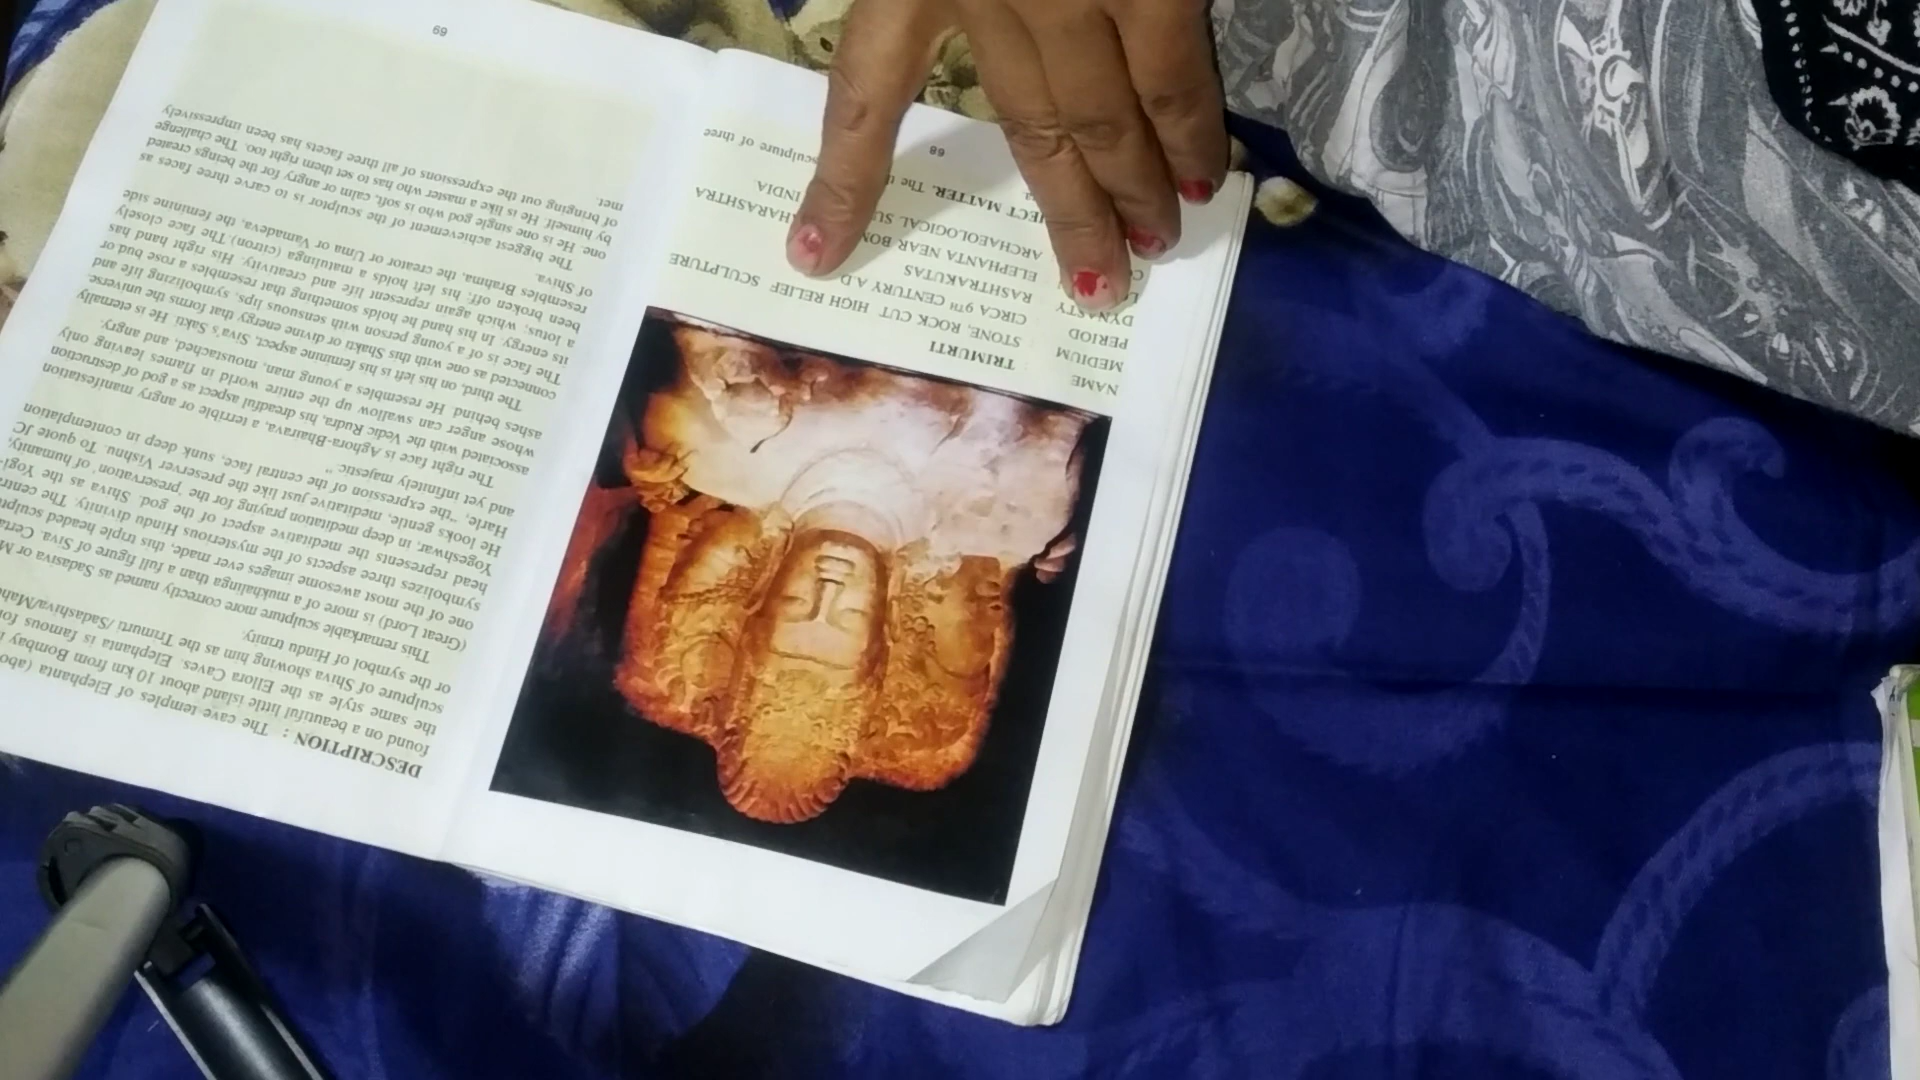 NAME : TRIMURTI
MEDIUM STONE, ROCK CUT HIGH RELIEF SCULPTURE
PERIOD CIRCA 9TH CENTURY A.D
DYNASTY RASHTRAKUTAS
ELEPHANTA NEAR HARASHTRA
ARCHAEOLOGICAL INDIA.
JECT MATTER. The sculpture of three
68
DESCRIPTION : The cave temples of Elephanta
found on a beautiful little island about 10 km from Bombay
the same style as the Ellora Caves. Elephanta is famous
sculpture of Shiva showing him as the Trimurti /Sadashiva/
or the symbol of Hindu trinity.
This remarkable sculpture more correctly named as Sadasiva or
(Great Lord) is more of a mukhalinga than a full figure of Siva.
one of the most awesome images ever made, this triple headed
symbolizes three aspects of the mysterious Hindu divinity. The
head represents the meditative aspect of the god. Shiva as the Yogi-
Yogeshwar, in deep meditation praying for the 'preservation' of humanity.
He looks gentle, meditative just like the preserver Vishnu. To quote JC
Harle, "the expression of the central face, sunk in deep contemplation
and yet infinitely majestic."
The right face is Aghora-Bhairava, a terrible or angry manifestation
associated with the Vedic Rudra, his dreadful aspect as a god of destruction
whose anger can swallow up the entire world in flames leaving only
ashes behind. He resembles a young man, moustached, and angry.
The third, on his left is his feminine aspect, Siva's Sakti. He is eternally
connected as one with this Shakti or divine energy that forms the universe.
The face is of a young person with sensuous lips, symbolizing life and
its energy. In his hand he holds something that resembles a rose bud or
a lotus; which again represent life and creativity. His right hand has
been broken off; his left holds a matulinga (citron). The face closely
resembles Brahma, the creator or Uma or Vamadeva, the feminine side
of Shiva.
The biggest achievement of the sculptor is to carve three faces as
one. He is one single god who is soft, calm or angry for the beings created
by himself. He is like a master who has to set them right too. The challenge
of bringing out the expressions of all three facets has been impressively
met.
69